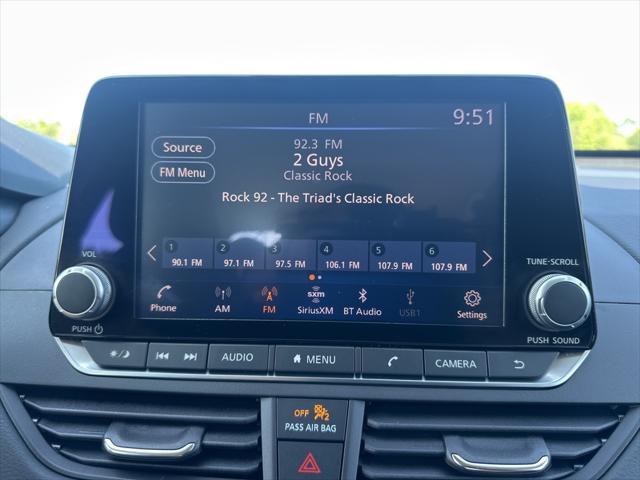 FM 9:51
92.3 FM
Source
2 Guys
Classic Rock
FM Menu
Rock 92 - The Triad's Classic Rock
1 2 3 4 5 6
90.1 FM 97.1 FM 97.5 FM 106.1 FM 107.9 FM 107.9 FM
VOL
TUNE-SCROLL
sxm
Phone AM FM SiriusXM BT Audio USB1 Settings
PUSH
PUSH SOUND
AUDIO MENU CAMERA
OFF 2
PASS AIR BAG